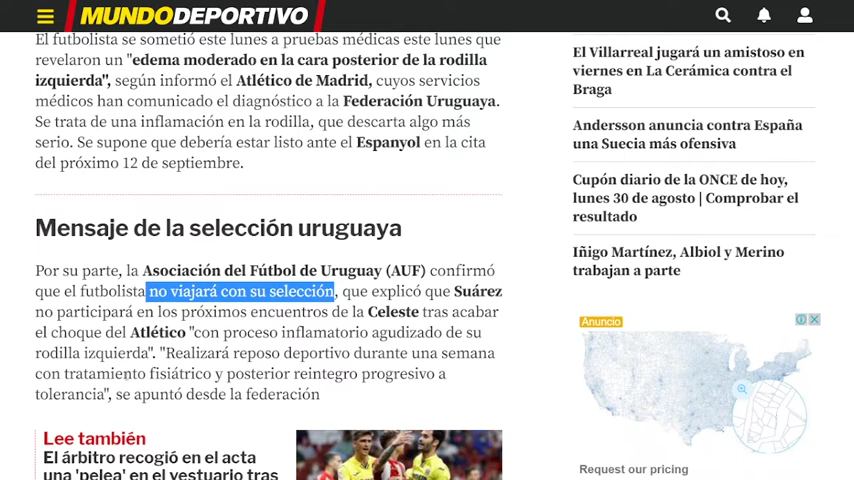 MUNDODEPORTIVO
El futbolista se sometió este lunes a pruebas médicas este lunes que
revelaron un "edema moderado en la cara posterior de la rodilla
izquierda", según informó el Atlético de Madrid, cuyos servicios
médicos han comunicado el diagnóstico a la Federación Uruguaya.
Se trata de una inflamación en la rodilla, que descarta algo más
serio. Se supone que debería estar listo ante el Espanyol en la cita
del próximo 12 de septiembre.
Mensaje de la selección uruguaya
Por su parte, la Asociación del Fútbol de Uruguay (AUF) confirmó
que el futbolista no viajará con su selección, que explicó que Suárez
no participará en los próximos encuentros de la Celeste tras acabar
el choque del Atlético "con proceso inflamatorio agudizado de su
rodilla izquierda". "Realizará reposo deportivo durante una semana
con tratamiento fisiátrico y posterior reintegro progresivo a
tolerancia", se apuntó desde la federación
Lee también
El árbitro recogió en el acta
una 'pelea' en el vestuario tras
El Villarreal jugará un amistoso en
viernes en La Cerámica contra el
Braga
Andersson anuncia contra España
una Suecia más ofensiva
Cupón diario de la ONCE de hoy,
lunes 30 de agosto | Comprobar el
resultado
Iñigo Martínez, Albiol y Merino
trabajan a parte
Anuncio
Request our pricing